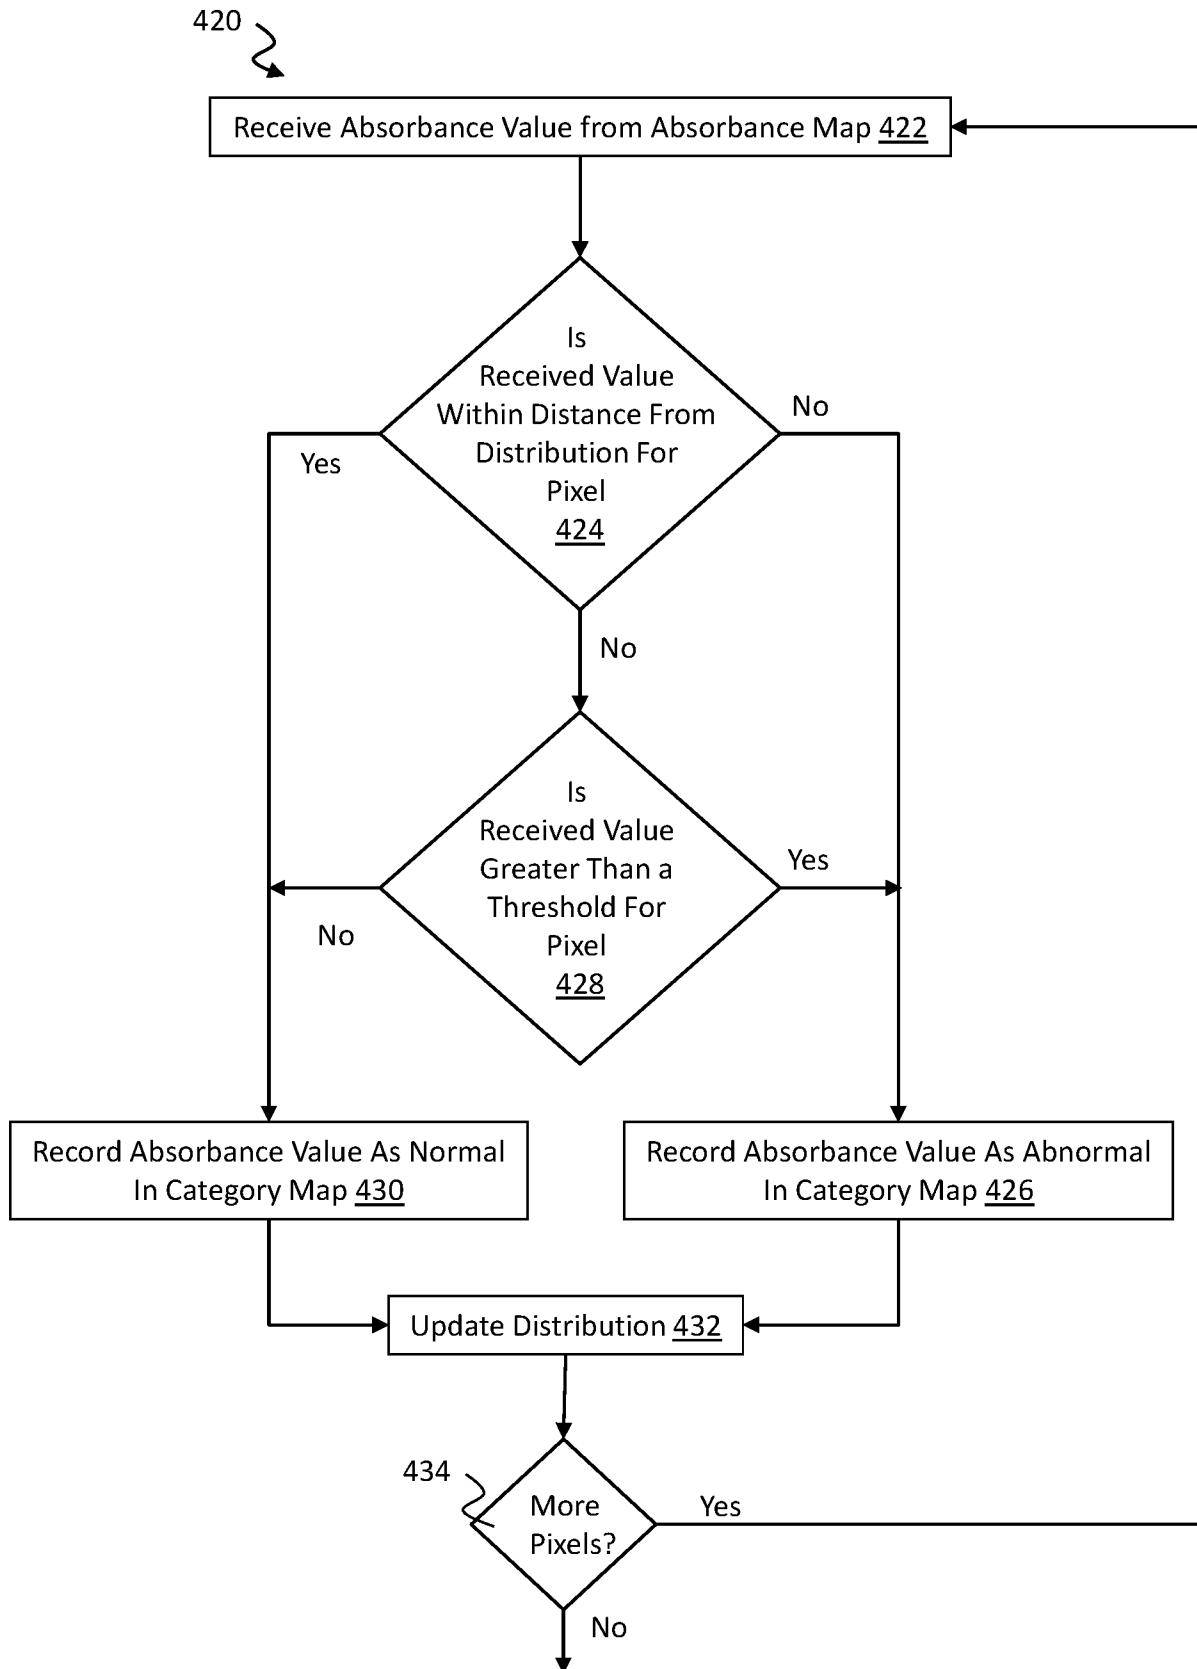 420
Receive Absorbance Value from Absorbance Map 422
Is
Received Value
Within Distance From
Distribution For
Pixel
424
No
Yes
No
Is
Received Value
Greater Than a
Threshold For
Pixel
428
Yes
No
Record Absorbance Value As Normal
In Category Map 430
Record Absorbance Value As Abnormal
In Category Map 426
Update Distribution 432
434
More
Pixels?
Yes
No